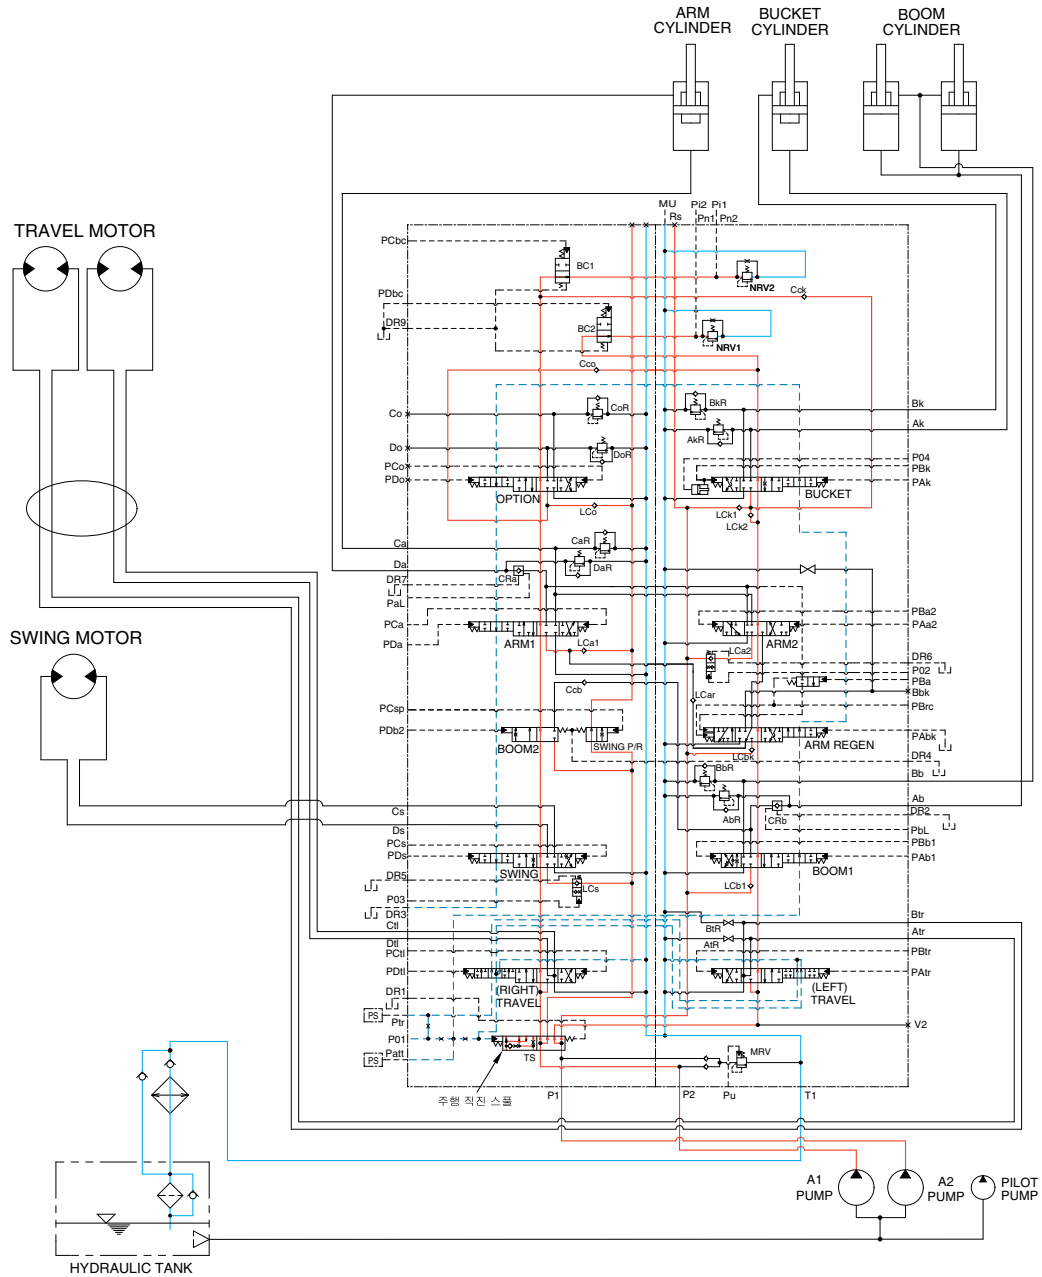 ARM
CYLINDER
BUCKET
CYLINDER
BOOM
CYLINDER
TRAVEL MOTOR
MU
Pi2
Pi1
Rs
Pn1
Pn2
PCbc
BC1
NRV2
Cck
PDbc
DR9
BC2
NRV1
Cco
Co
CoR
BkR
Bk
Do
DoR
AkR
Ak
PCo
P04
PDo
PBk
OPTION
PAk
BUCKET
LCo
LCk1
LCk2
Ca
CaR
Da
DaR
DR7
CRa
PaL
PCa
PBa2
PAa2
PDa
ARM1
LCa1
LCa2
ARM2
DR6
P02
PBa
Ccb
LCar
Bbk
PCsp
PBrc
PDb2
BOOM2
SWING P/R
ARM REGEN
PAbk
LCbk
DR4
BbR
Bb
SWING MOTOR
Cs
AbR
CRb
Ab
DR2
Ds
PbL
PCs
PBb1
PDs
PAb1
SWING
BOOM1
DR5
LCs
LCb1
P03
DR3
Btr
Ctl
BtR
Atr
Dtl
AtR
PCtl
PBtr
PDtl
PAtr
(RIGHT)
TRAVEL
(LEFT)
TRAVEL
DR1
PS
Ptr
V2
P01
Patt
PS
TS
MRV
주행 직진 스풀
P1
P2
Pu
T1
A1
PUMP
A2
PUMP
PILOT
PUMP
HYDRAULIC TANK